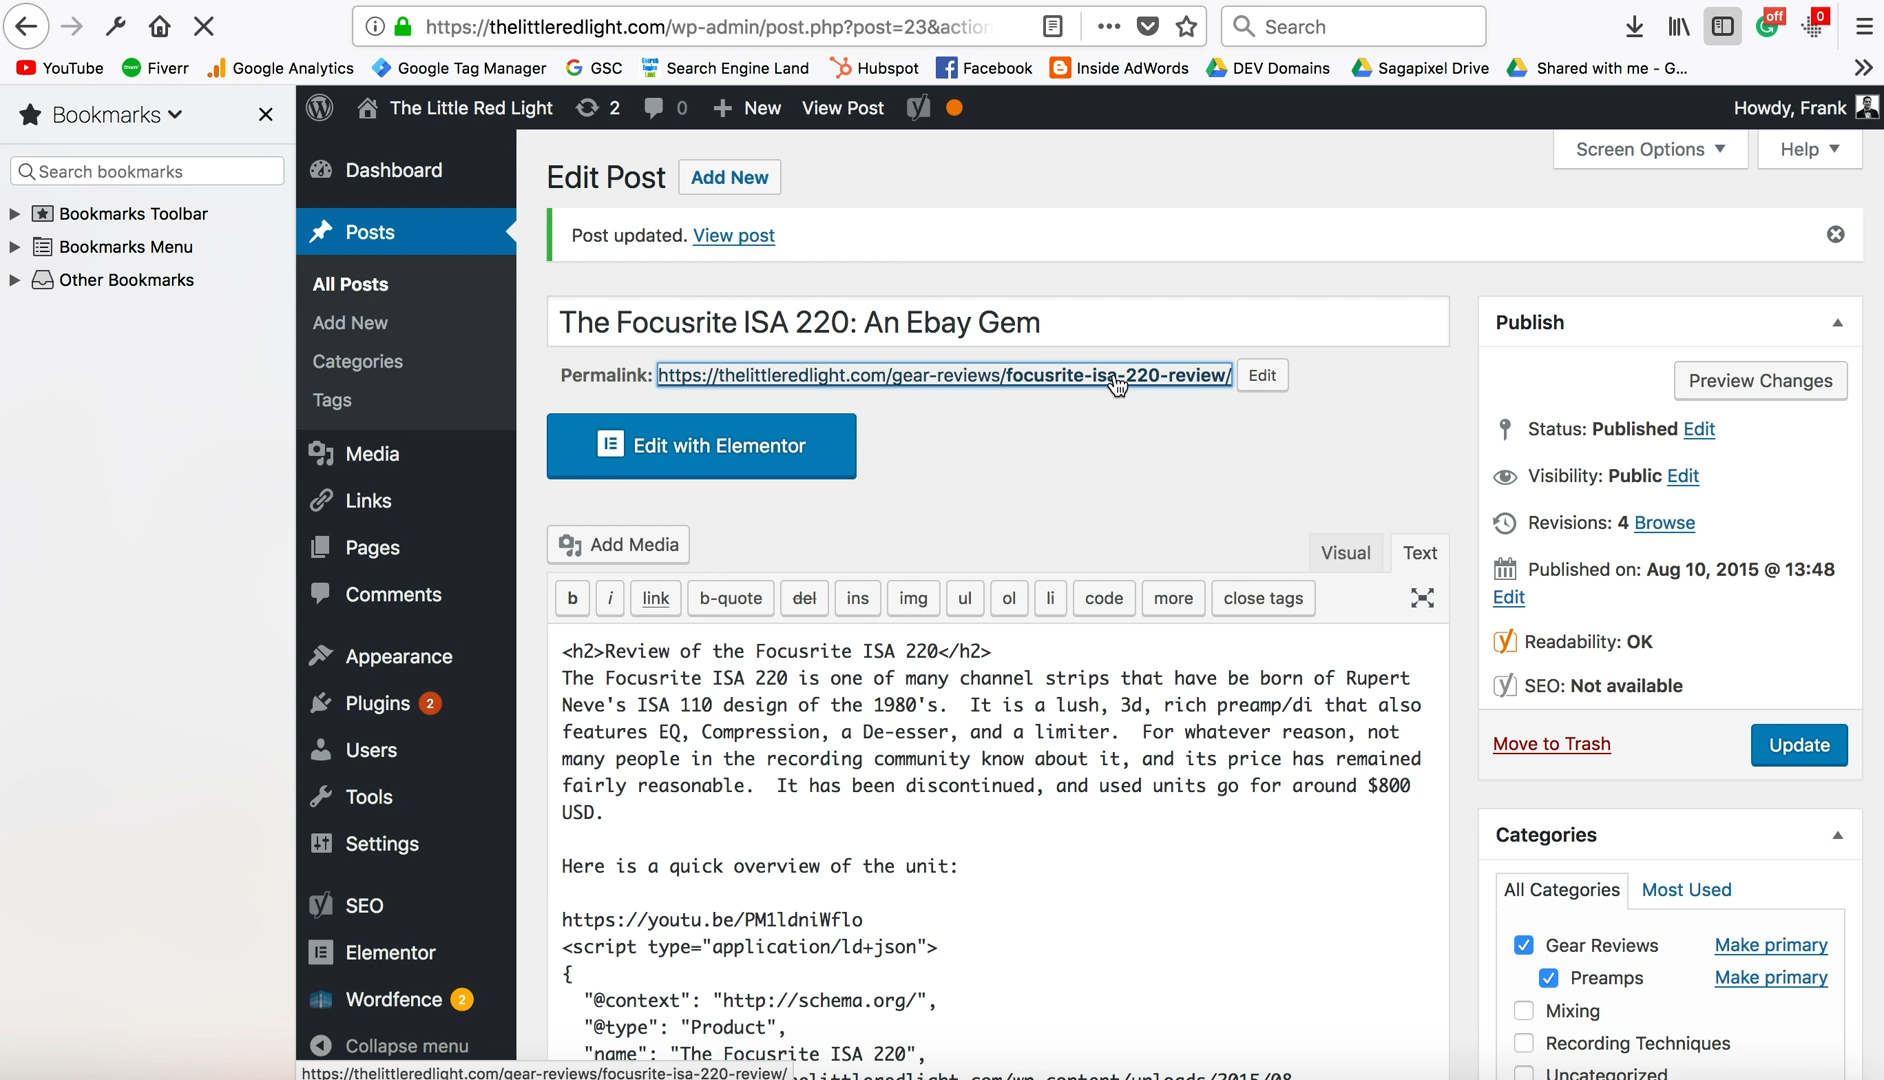 https://thelittleredlight.com/wp-admin/post.php?post=23&action
Search
off
0
YouTube
Fiverr
Google Analytics
Google Tag Manager
GSC
Search Engine Land
Hubspot
Facebook
Inside AdWords
DEV Domains
Sagapixel Drive
Shared with me - G...
Bookmarks
Search bookmarks
Bookmarks Toolbar
Bookmarks Menu
Other Bookmarks
The Little Red Light
2
0
New
View Post
Howdy, Frank
Dashboard
Posts
All Posts
Add New
Categories
Tags
Media
Links
Pages
Comments
Appearance
Plugins 2
Users
Tools
Settings
SEO
Elementor
Wordfence 2
Collapse menu
https://thelittleredlight.com/gear-reviews/focusrite-isa-220-review/
Screen Options
Help
Edit Post
Add New
Post updated. View post
The Focusrite ISA 220: An Ebay Gem
Permalink: https://thelittleredlight.com/gear-reviews/focusrite-isa-220-review/ Edit
Edit with Elementor
Add Media
Visual
Text
b
i
link
b-quote
del
ins
img
ul
ol
li
code
more
close tags
<h2>Review of the Focusrite ISA 220</h2>
The Focusrite ISA 220 is one of many channel strips that have be born of Rupert
Neve's ISA 110 design of the 1980's.  It is a lush, 3d, rich preamp/di that also
features EQ, Compression, a De-esser, and a limiter.  For whatever reason, not
many people in the recording community know about it, and its price has remained
fairly reasonable.  It has been discontinued, and used units go for around $800
USD.
Here is a quick overview of the unit:
https://youtu.be/PM1ldniWflo
<script type="application/ld+json">
{
"@context": "http://schema.org/",
"@type": "Product",
"name": "The Focusrite ISA 220",
Publish
Preview Changes
Status: Published Edit
Visibility: Public Edit
Revisions: 4 Browse
Published on: Aug 10, 2015 @ 13:48
Edit
Readability: OK
SEO: Not available
Move to Trash
Update
Categories
All Categories
Most Used
Gear Reviews
Make primary
Preamps
Make primary
Mixing
Recording Techniques
Uncategorized